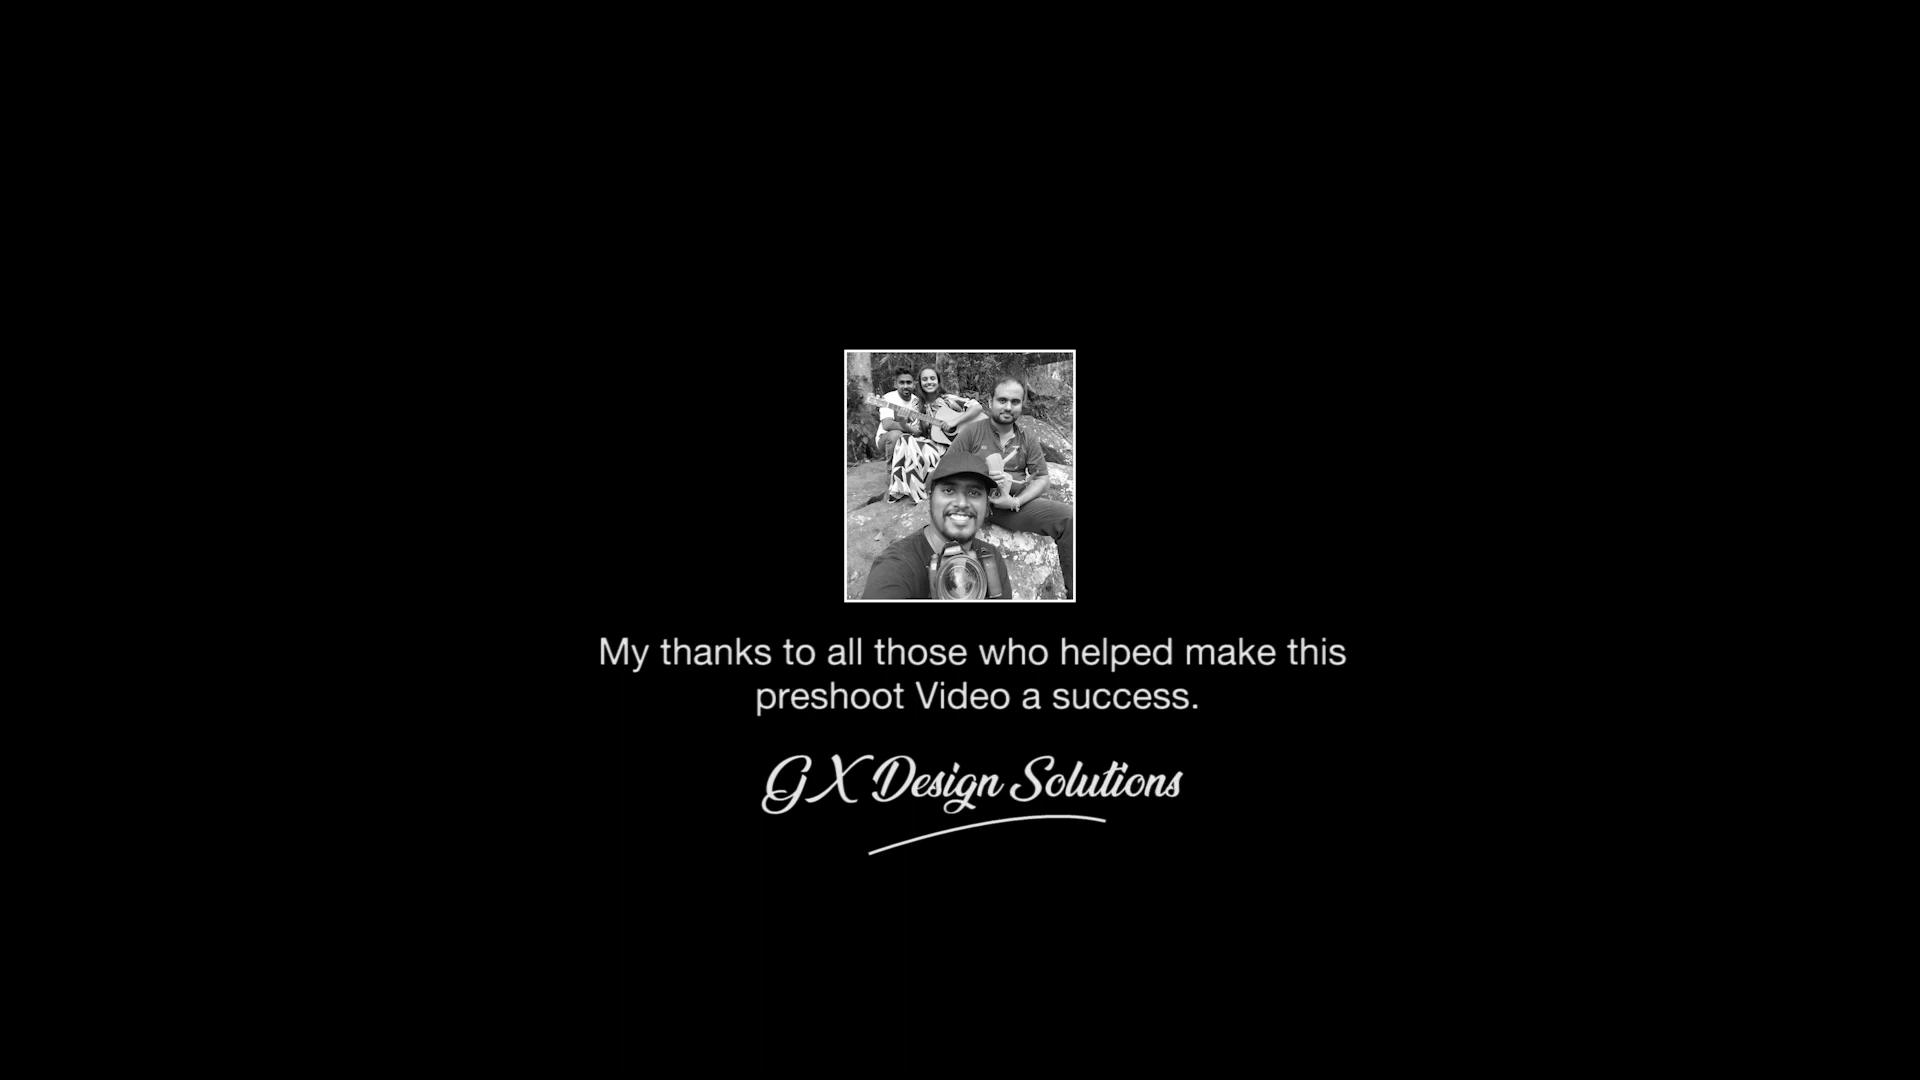 My thanks to all those who helped make this
preshoot Video a success.
GX Design Solutions